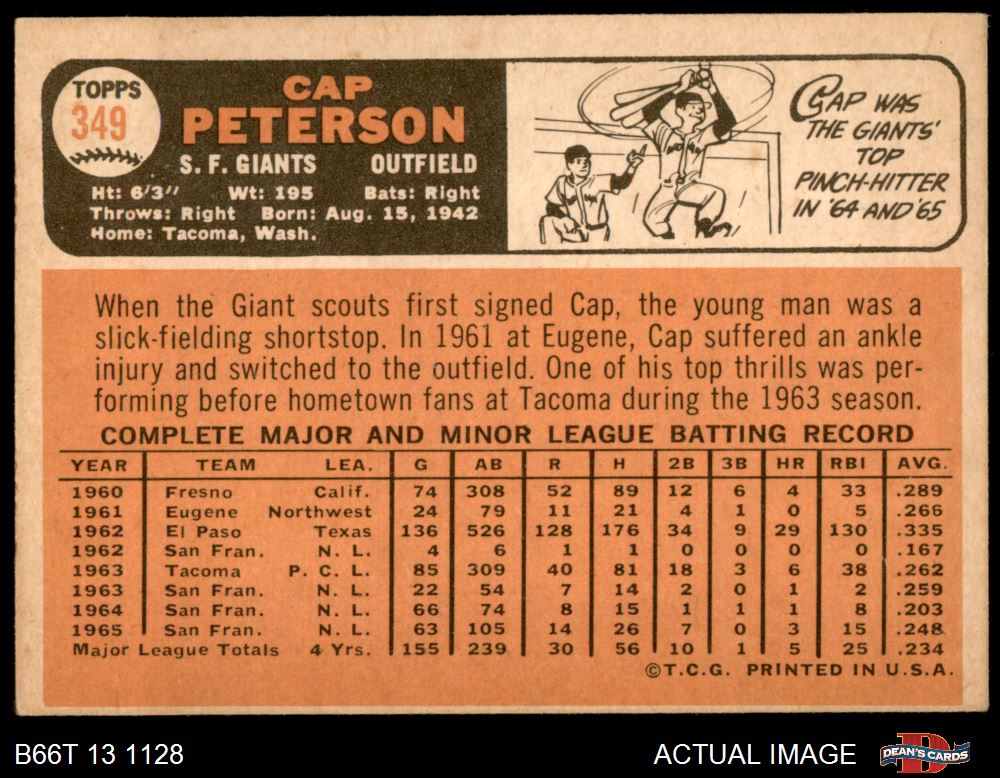 TOPPS
349
CAP
PETERSON
S. F. GIANTS OUTFIELD
Ht: 6'3" Wt: 195 Bats: Right
Throws: Right Born: Aug. 15, 1942
Home: Tacoma, Wash.
CAP WAS
THE GIANTS'
TOP
PINCH-HITTER
IN '64 AND '65
When the Giant scouts first signed Cap, the young man was a
slick-fielding shortstop. In 1961 at Eugene, Cap suffered an ankle
injury and switched to the outfield. One of his top thrills was per-
forming before hometown fans at Tacoma during the 1963 season.
COMPLETE MAJOR AND MINOR LEAGUE BATTING RECORD
YEAR TEAM LEA. G AB R H 2B 3B HR RBI AVG.
1960 Fresno Calif. 74 308 52 89 12 6 4 33 .289
1961 Eugene Northwest 24 79 11 21 4 1 0 5 .266
1962 El Paso Texas 136 526 128 176 34 9 29 130 .335
1962 San Fran. N. L. 4 6 1 1 0 0 0 0 .167
1963 Tacoma P. C. L. 85 309 40 81 18 3 6 38 .262
1963 San Fran. N. L. 22 54 7 14 2 0 1 2 .259
1964 San Fran. N. L. 66 74 8 15 1 1 1 8 .203
1965 San Fran. N. L. 63 105 14 26 7 0 3 15 .248
Major League Totals 4 Yrs. 155 239 30 56 10 1 5 25 .234
©T.C.G. PRINTED IN U.S.A.
B66T 13 1128
ACTUAL IMAGE
DEAN'S CARDS